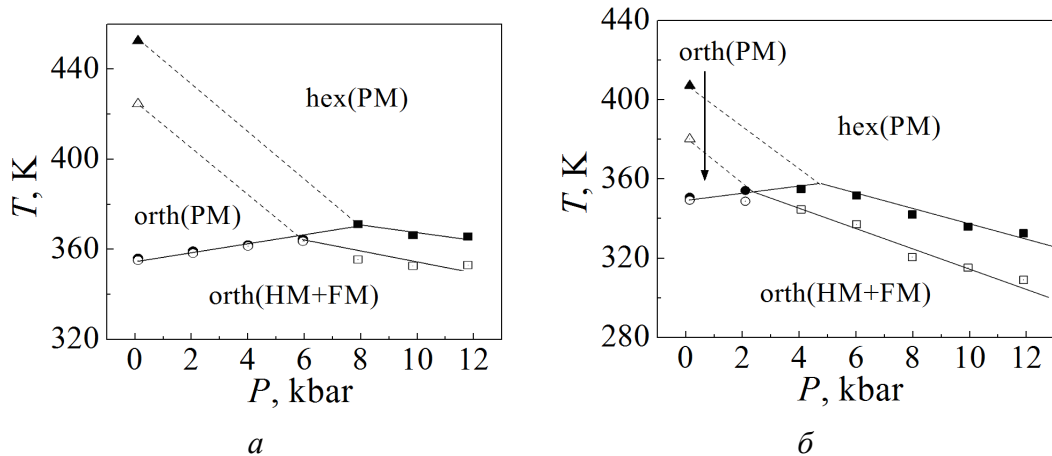 440
400
360
320
T, K
hex(PM)
orth(PM)
orth(HM+FM)
0 2 4 6 8 10 12
P, kbar
а
440
400
360
320
280
T, K
orth(PM)
hex(PM)
orth(HM+FM)
0 2 4 6 8 10 12
P, kbar
б